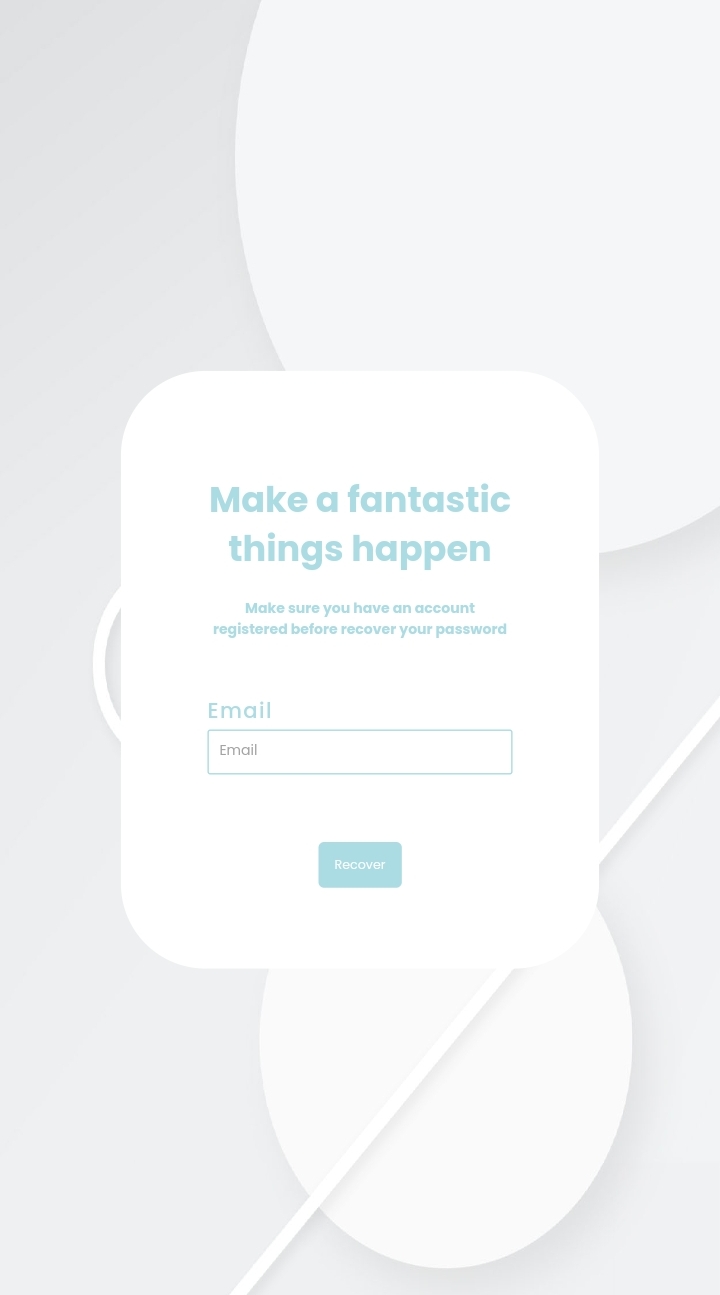 Make a fantastic
things happen
Make sure you have an account
registered before recover your password
Email
Email
Recover